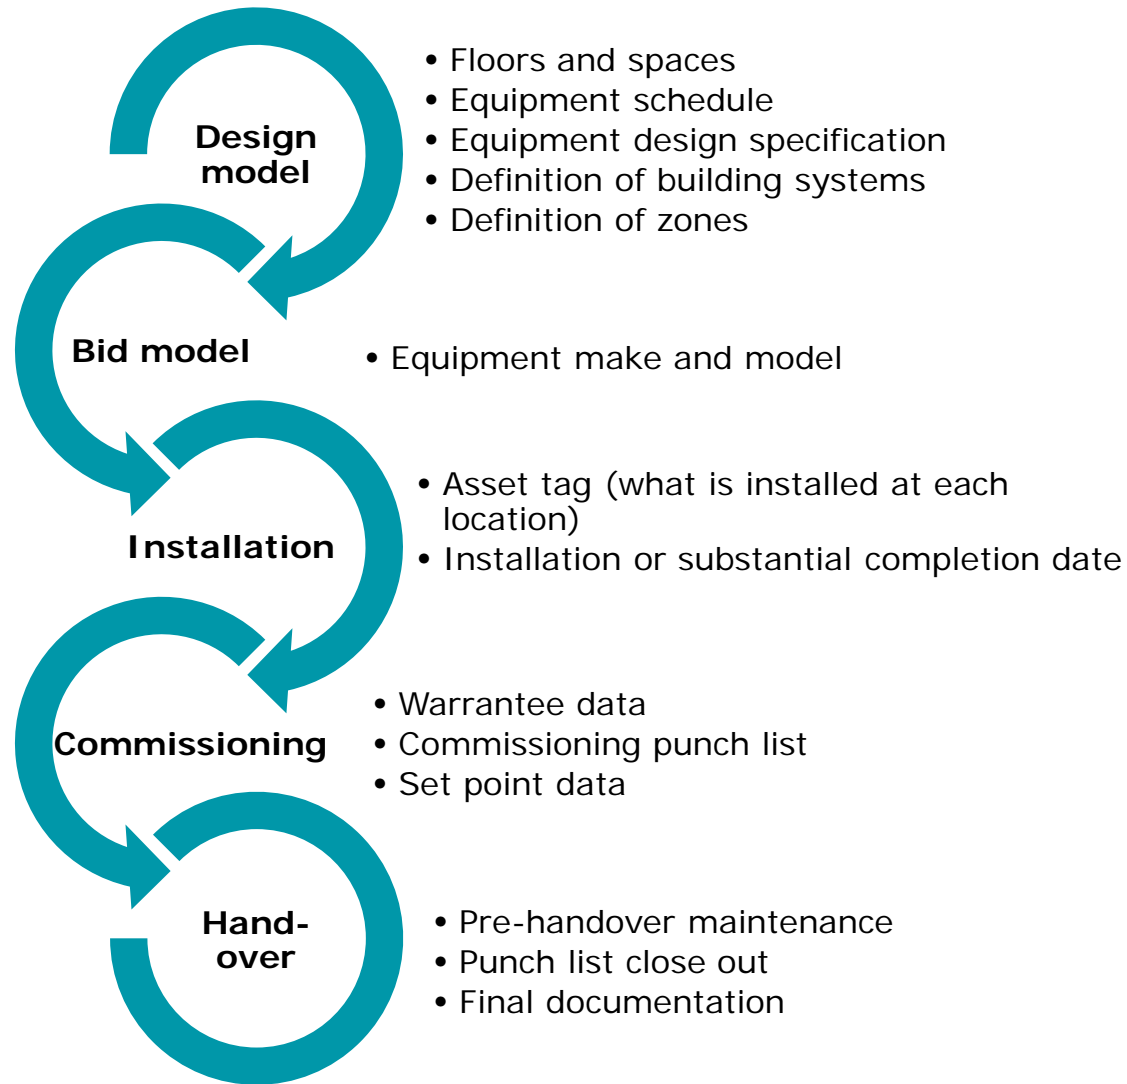 Design
model
• Floors and spaces
• Equipment schedule
• Equipment design specification
• Definition of building systems
• Definition of zones
Bid model
• Equipment make and model
Installation
• Asset tag (what is installed at each
location)
• Installation or substantial completion date
Commissioning
• Warrantee data
• Commissioning punch list
• Set point data
Hand-
over
• Pre-handover maintenance
• Punch list close out
• Final documentation